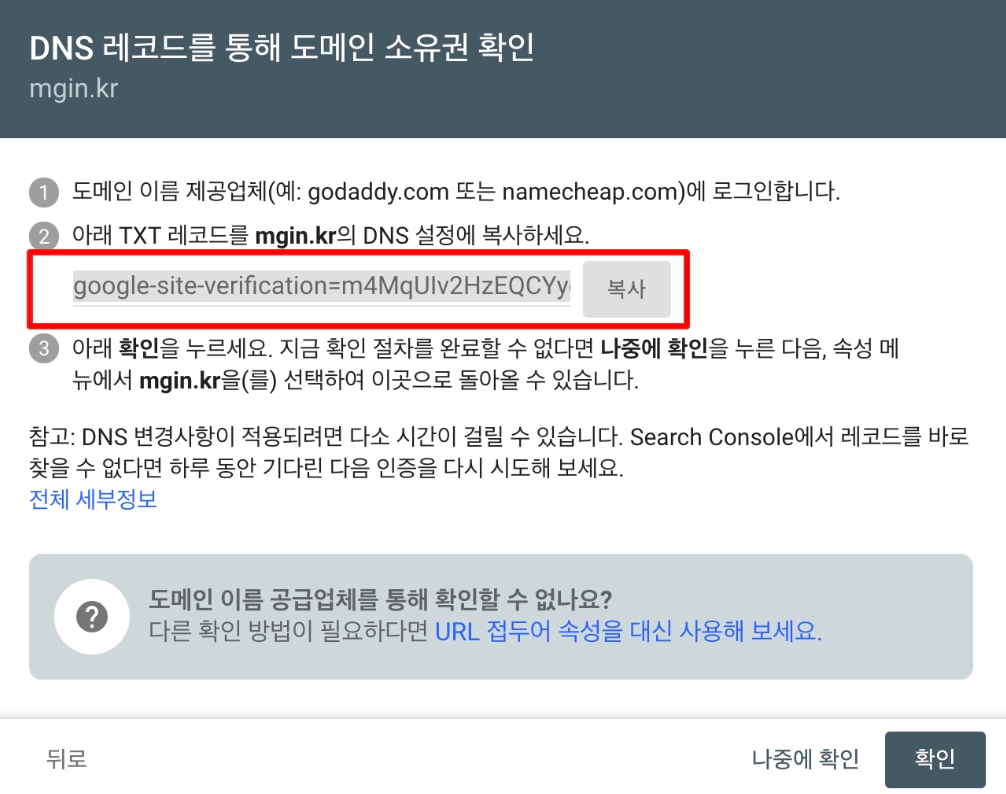 DNS 레코드를 통해 도메인 소유권 확인
mgin.kr
1 도메인 이름 제공업체(예: godaddy.com 또는 namecheap.com)에 로그인합니다.
2 아래 TXT 레코드를 mgin.kr의 DNS 설정에 복사하세요.
google-site-verification=m4MqUIv2HzEQCYy 복사
3 아래 확인을 누르세요. 지금 확인 절차를 완료할 수 없다면 나중에 확인을 누른 다음, 속성 메
뉴에서 mgin.kr을(를) 선택하여 이곳으로 돌아올 수 있습니다.
참고: DNS 변경사항이 적용되려면 다소 시간이 걸릴 수 있습니다. Search Console에서 레코드를 바로
찾을 수 없다면 하루 동안 기다린 다음 인증을 다시 시도해 보세요.
전체 세부정보
?
도메인 이름 공급업체를 통해 확인할 수 없나요?
다른 확인 방법이 필요하다면 URL 접두어 속성을 대신 사용해 보세요.
뒤로 나중에 확인 확인